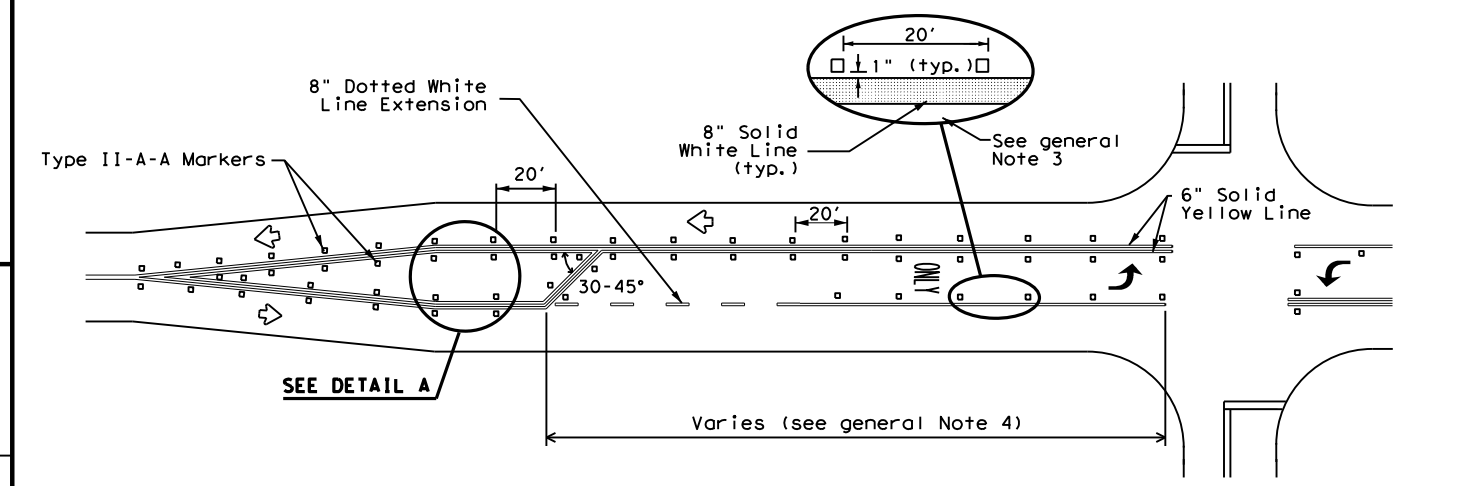 20'
1" (typ.)
8" Dotted White
Line Extension
8" Solid
White Line
(typ.)
See general
Note 3
Type II-A-A Markers
20'
6" Solid
Yellow Line
20'
ONLY
30-45°
SEE DETAIL A
Varies (see general Note 4)